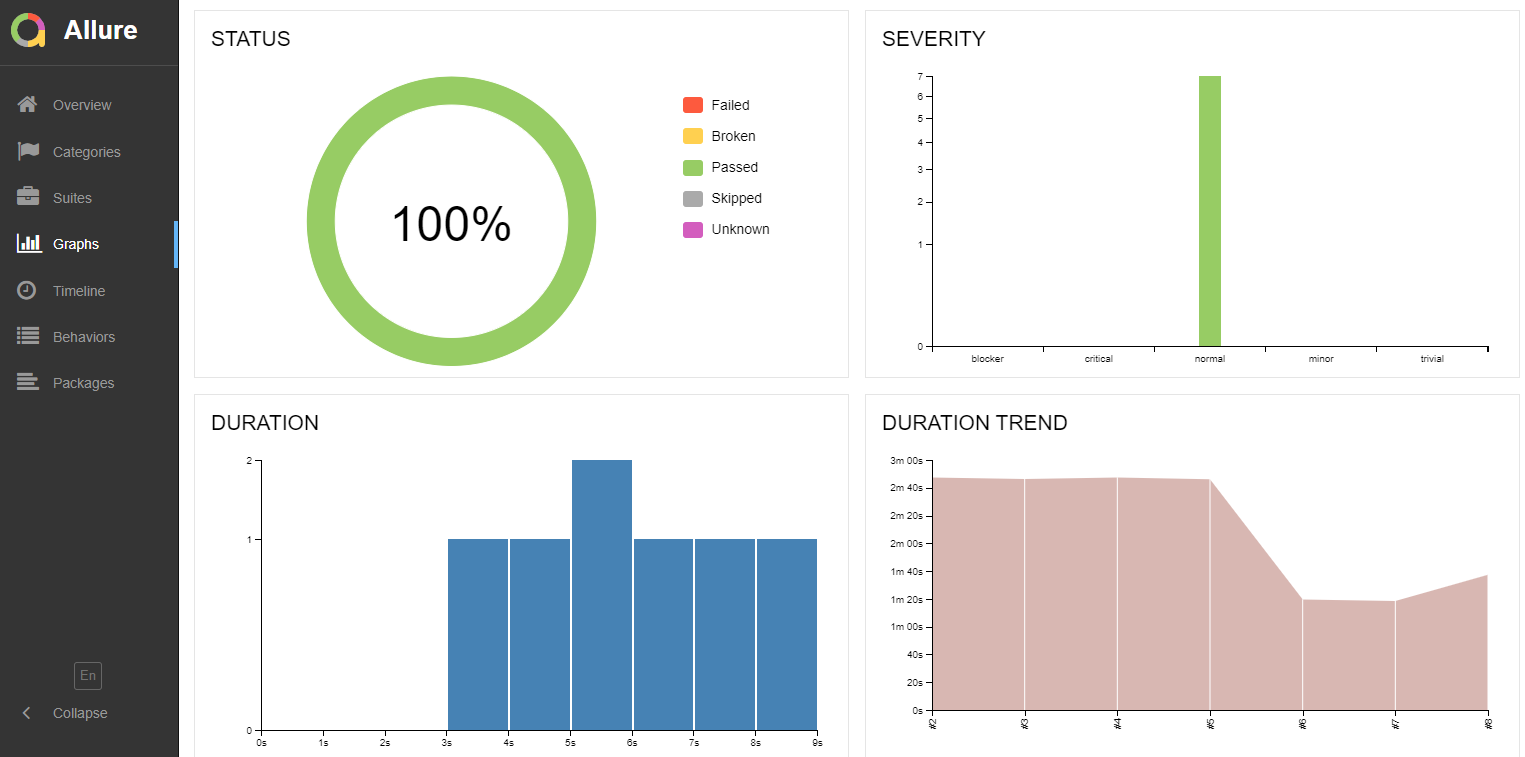 Allure
Overview
Categories
Suites
Graphs
Timeline
Behaviors
Packages
En
Collapse
STATUS
100%
Failed
Broken
Passed
Skipped
Unknown
SEVERITY
7
6
5
4
3
2
1
0
blocker critical normal minor trivial
DURATION
2
1
0
0s 1s 2s 3s 4s 5s 6s 7s 8s 9s
DURATION TREND
3m 00s
2m 40s
2m 20s
2m 00s
1m 40s
1m 20s
1m 00s
40s
20s
0s
#2 #3 #4 #5 #6 #7 #8